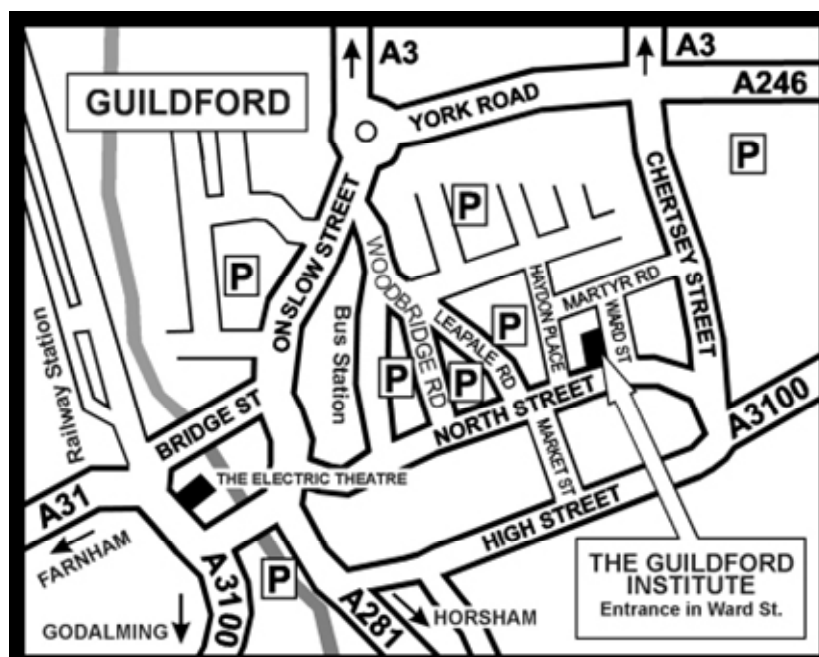 A3
A3
GUILDFORD
YORK ROAD
A246
P
CHERTSEY STREET
P
ONSLOW STREET
WOODBRIDGE RD
P
HAYDON PLACE
MARTYR RD
Bus Station
LEAPALE RD
P
WARD ST
Railway Station
P
P
BRIDGE ST
NORTH STREET
A3100
MARKET ST
THE ELECTRIC THEATRE
A31
HIGH STREET
FARNHAM
A3100
P
THE GUILDFORD
INSTITUTE
Entrance in Ward St.
GODALMING
A281
HORSHAM